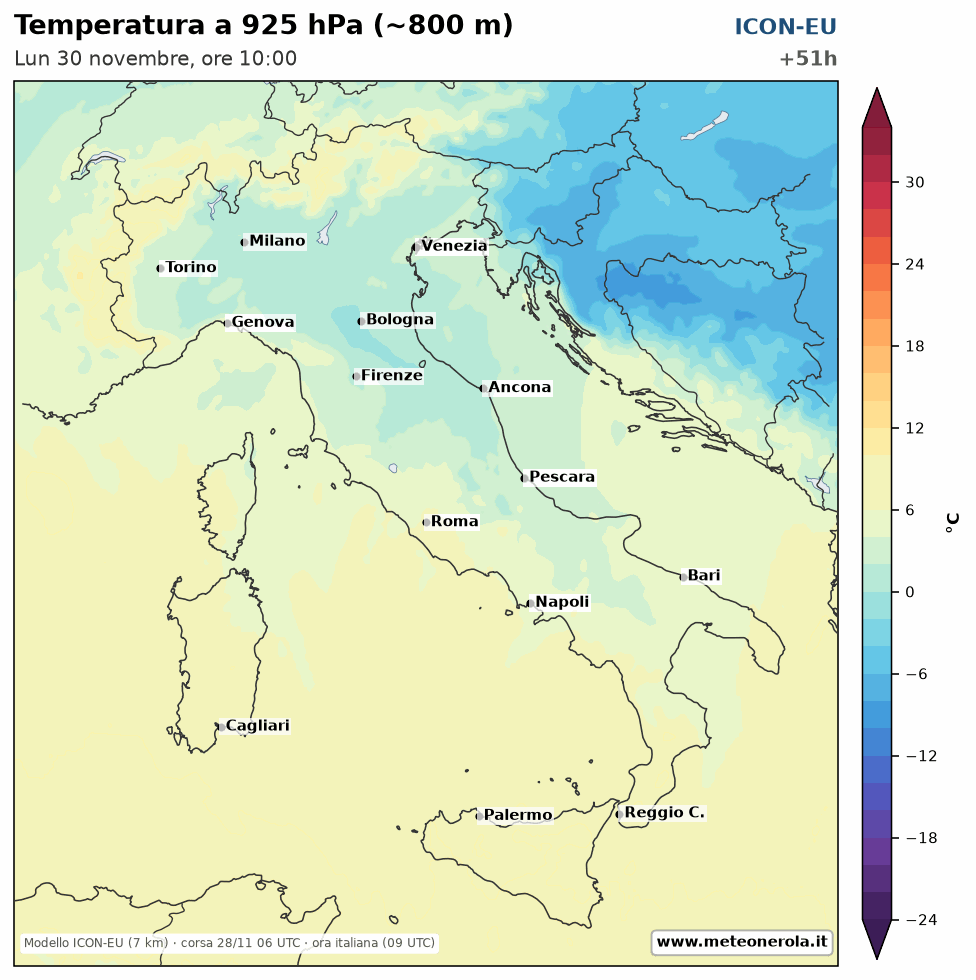 Temperatura a 925 hPa (~800 m)
ICON-EU
Lun 30 novembre, ore 10:00
+51h
Milano
Venezia
Torino
Genova
Bologna
Firenze
Ancona
Pescara
Roma
Bari
Napoli
Cagliari
Palermo
Reggio C.
30
24
18
12
6
0
−6
−12
−18
−24
°C
Modello ICON-EU (7 km) · corsa 28/11 06 UTC · ora italiana (09 UTC)
www.meteonerola.it